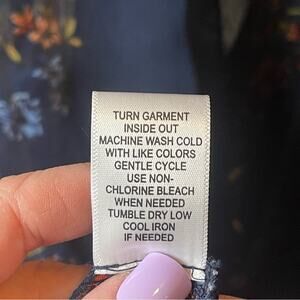 TURN GARMENT
INSIDE OUT
MACHINE WASH COLD
WITH LIKE COLORS
GENTLE CYCLE
USE NON-
CHLORINE BLEACH
WHEN NEEDED
TUMBLE DRY LOW
COOL IRON
IF NEEDED